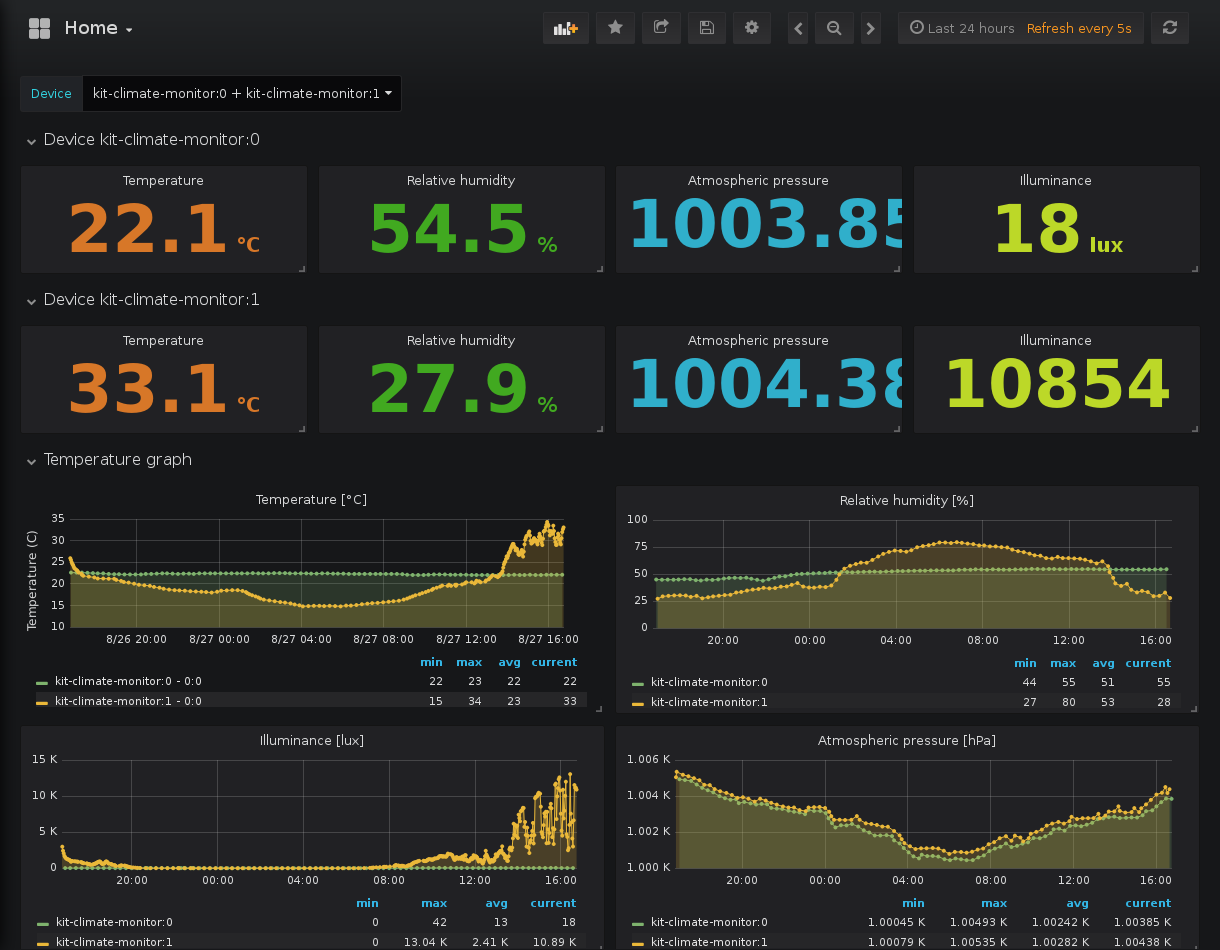 Home
Last 24 hours Refresh every 5s
Device kit-climate-monitor:0 + kit-climate-monitor:1
Device kit-climate-monitor:0
Temperature Relative humidity Atmospheric pressure Illuminance
22.1 °C 54.5 % 1003.85 18 lux
Device kit-climate-monitor:1
Temperature Relative humidity Atmospheric pressure Illuminance
33.1 °C 27.9 % 1004.38 10854
Temperature graph
Temperature [°C]
Temperature (C)
35
30
25
20
15
10
8/26 20:00 8/27 00:00 8/27 04:00 8/27 08:00 8/27 12:00 8/27 16:00
min max avg current
kit-climate-monitor:0 - 0:0 22 23 22 22
kit-climate-monitor:1 - 0:0 15 34 23 33
Relative humidity [%]
100
75
50
25
0
20:00 00:00 04:00 08:00 12:00 16:00
min max avg current
kit-climate-monitor:0 44 55 51 55
kit-climate-monitor:1 27 80 53 28
Illuminance [lux]
15 K
10 K
5 K
0
20:00 00:00 04:00 08:00 12:00 16:00
min max avg current
kit-climate-monitor:0 0 42 13 18
kit-climate-monitor:1 0 13.04 K 2.41 K 10.89 K
Atmospheric pressure [hPa]
1.006 K
1.004 K
1.002 K
1.000 K
20:00 00:00 04:00 08:00 12:00 16:00
min max avg current
kit-climate-monitor:0 1.00045 K 1.00493 K 1.00242 K 1.00385 K
kit-climate-monitor:1 1.00079 K 1.00535 K 1.00282 K 1.00438 K